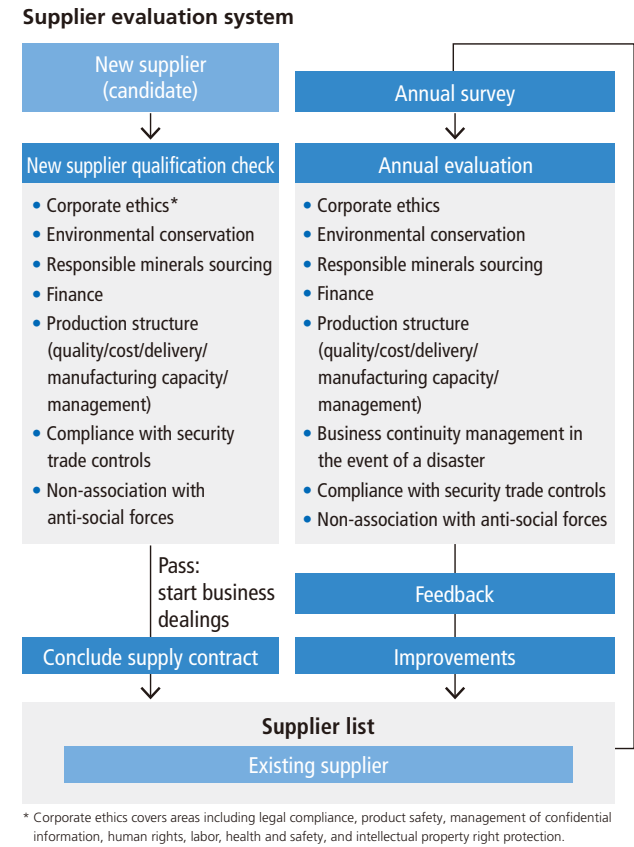 Supplier evaluation system
New supplier
(candidate)
New supplier qualification check
• Corporate ethics*
• Environmental conservation
• Responsible minerals sourcing
• Finance
• Production structure
(quality/cost/delivery/
manufacturing capacity/
management)
• Compliance with security
trade controls
• Non-association with
anti-social forces
Pass:
start business
dealings
Conclude supply contract
Annual survey
Annual evaluation
• Corporate ethics
• Environmental conservation
• Responsible minerals sourcing
• Finance
• Production structure
(quality/cost/delivery/
manufacturing capacity/
management)
• Business continuity management in
the event of a disaster
• Compliance with security trade controls
• Non-association with anti-social forces
Feedback
Improvements
Supplier list
Existing supplier
* Corporate ethics covers areas including legal compliance, product safety, management of confidential
information, human rights, labor, health and safety, and intellectual property right protection.